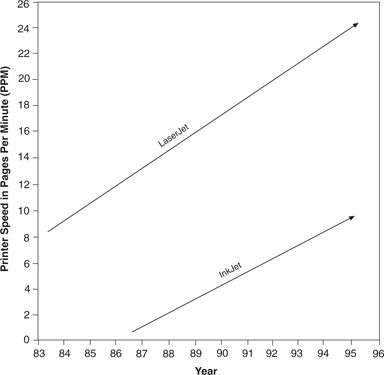 Printer Speed in Pages Per Minute (PPM)
26
24
22
20
18
16
14
12
10
8
6
4
2
0
LaserJet
InkJet
83 84 85 86 87 88 89 90 91 92 93 94 95 96
Year